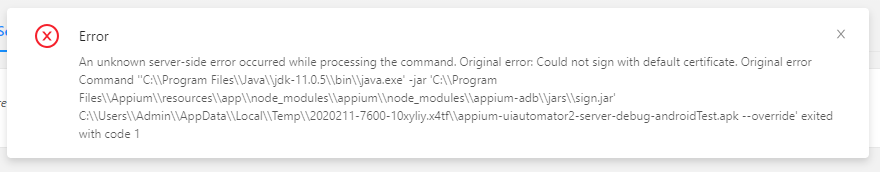 Error
An unknown server-side error occurred while processing the command. Original error: Could not sign with default certificate. Original error
Command ''C:\\Program Files\\Java\\jdk-11.0.5\\bin\\java.exe' -jar 'C:\\Program
Files\\Appium\\resources\\app\\node_modules\\appium\\node_modules\\appium-adb\\jars\\sign.jar'
C:\\Users\\Admin\\AppData\\Local\\Temp\\2020211-7600-10xyliy.x4tf\\appium-uiautomator2-server-debug-androidTest.apk --override' exited
with code 1